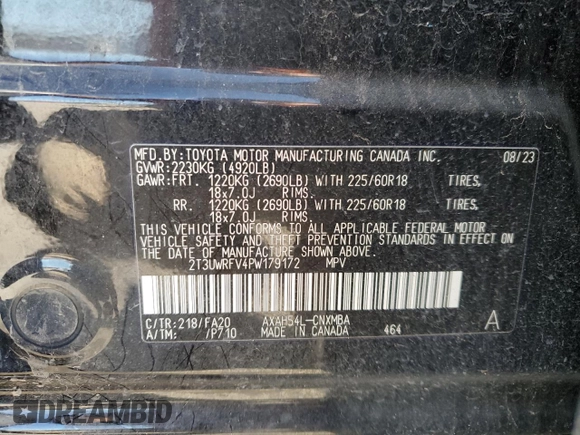 MFD.BY:TOYOTA MOTOR MANUFACTURING CANADA INC. 08/23
GVWR:2230KG (4920LB)
GAWR:FRT. 1220KG (2690LB) WITH 225/60R18 TIRES,
18x7.0J RIMS.
RR. 1220KG (2690LB) WITH 225/60R18 TIRES,
18x7.0J RIMS.
THIS VEHICLE CONFORMS TO ALL APPLICABLE FEDERAL MOTOR
VEHICLE SAFETY AND THEFT PREVENTION STANDARDS IN EFFECT ON
THE DATE OF MANUFACTURE SHOWN ABOVE.
2T3UWRFV4PW179172 MPV
C/TR:218/FA20 AXAH54L-CNXMBA A
A/TM: /P710 MADE IN CANADA 464
DREAMBID